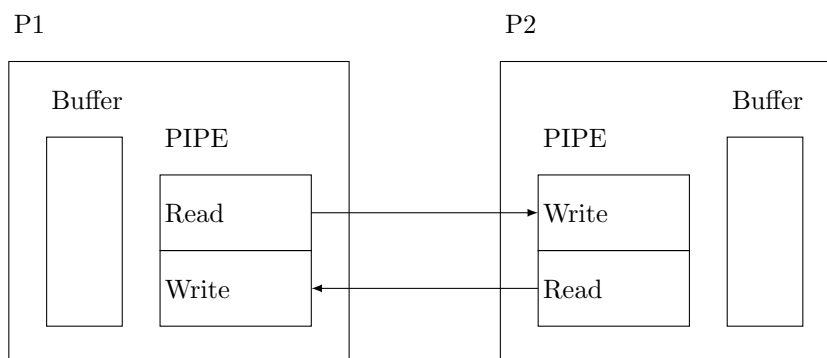 P1
P2
Buffer
Buffer
PIPE
PIPE
Read
Write
Write
Read